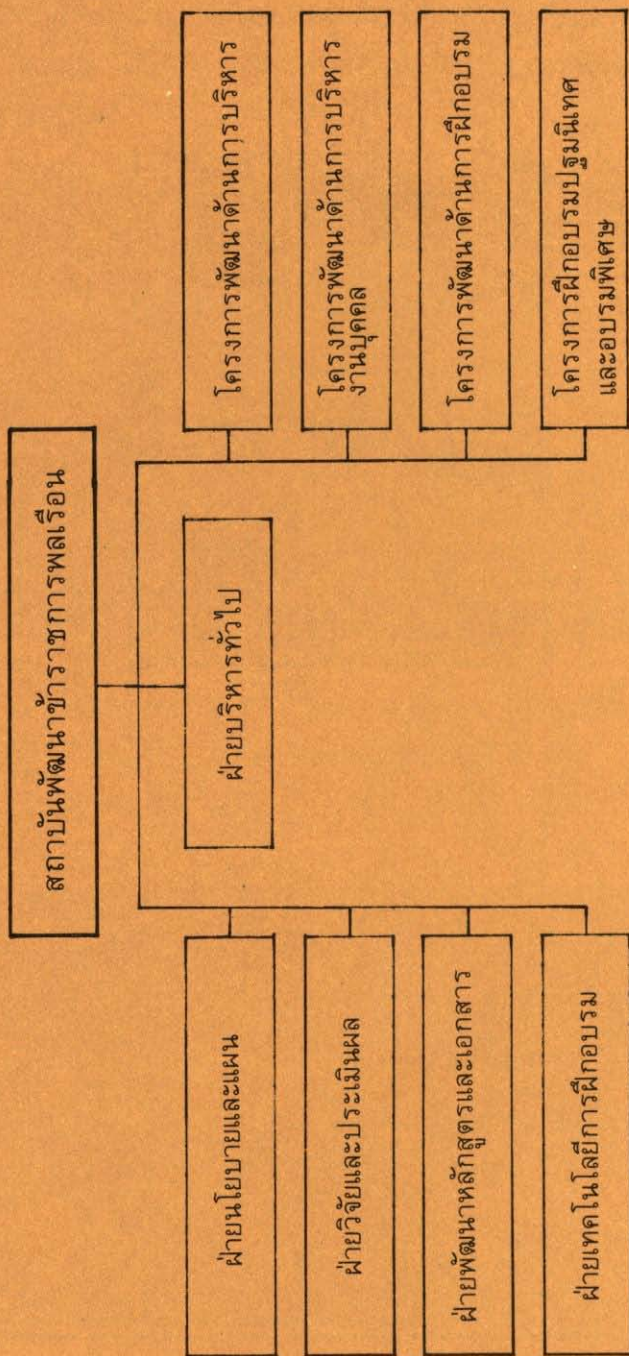 สถาบันพัฒนาข้าราชการพลเรือน
ฝ่ายบริหารทั่วไป
ฝ่ายนโยบายและแผน
ฝ่ายวิจัยและประเมินผล
ฝ่ายพัฒนาหลักสูตรและเอกสาร
ฝ่ายเทคโนโลยีการฝึกอบรม
โครงการพัฒนาด้านการบริหาร
โครงการพัฒนาด้านการบริหาร
งานบุคคล
โครงการพัฒนาด้านการฝึกอบรม
โครงการฝึกอบรมปฐมนิเทศ
และอบรมพิเศษ